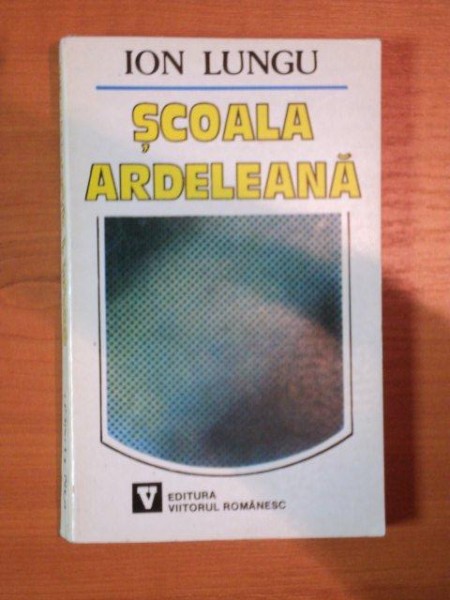 ION LUNGU
ȘCOALA
ARDELEANĂ
V
EDITURA
VIITORUL ROMÂNESC